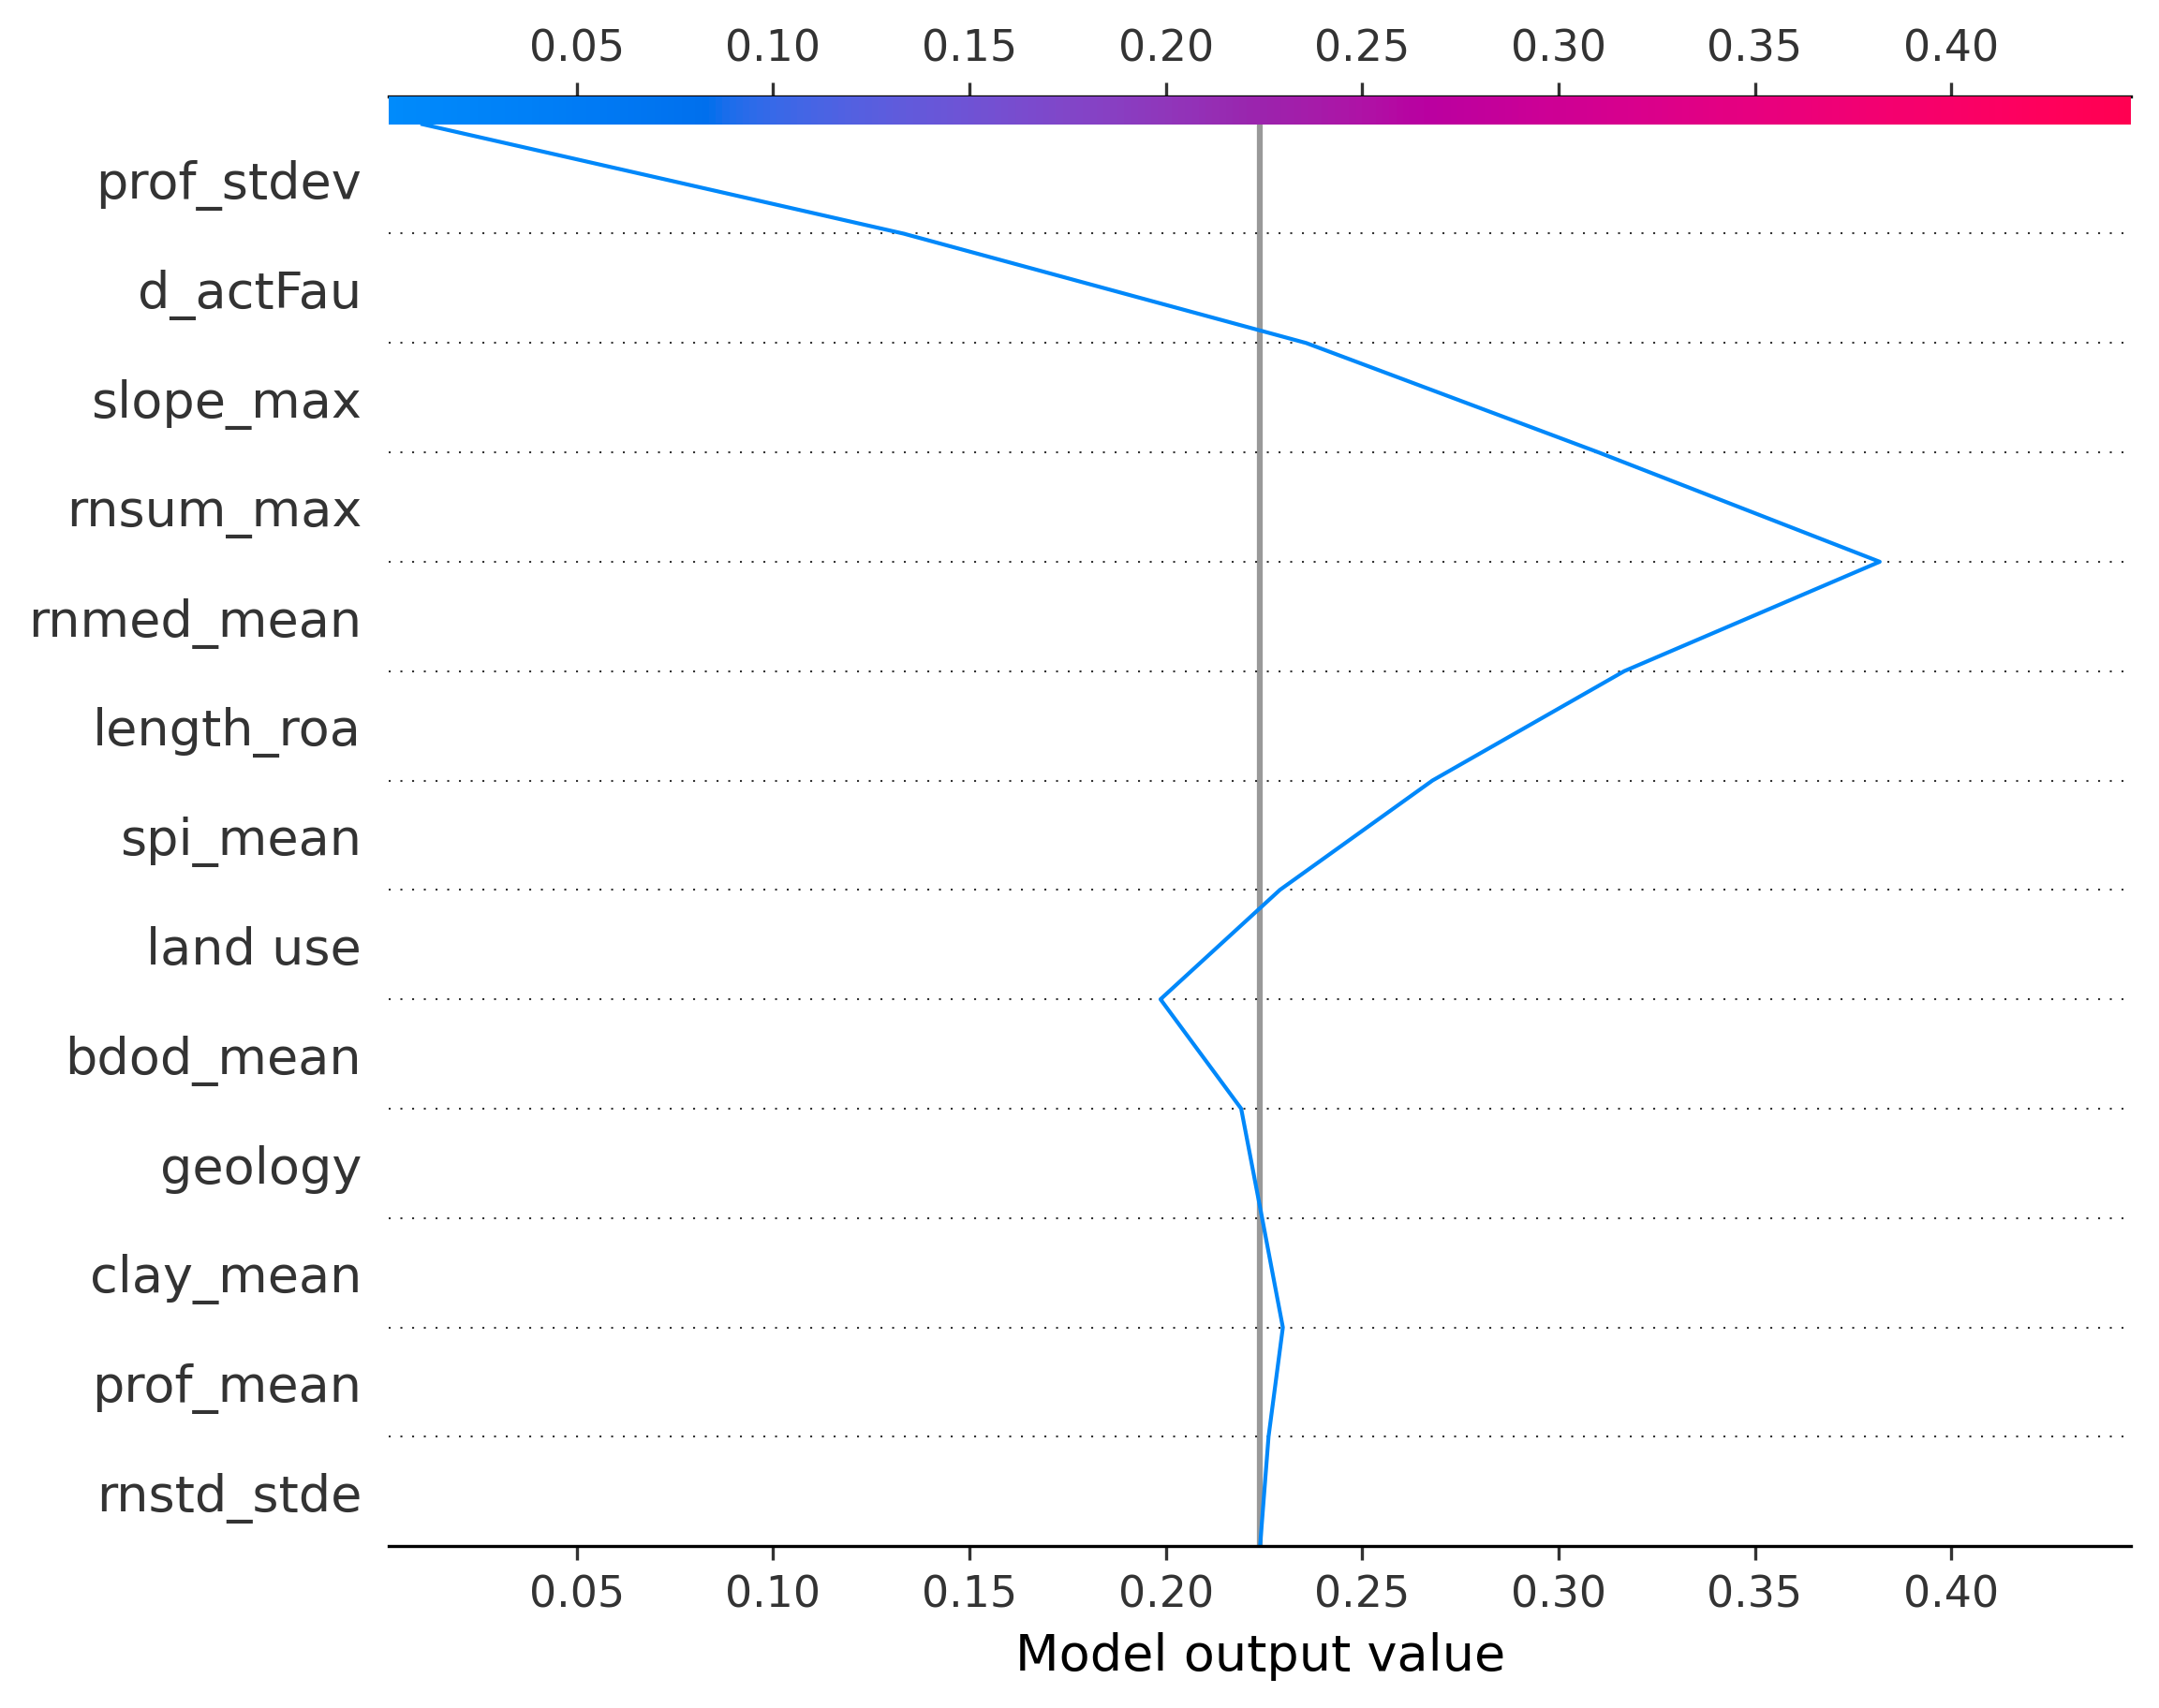 0.05 0.10 0.15 0.20 0.25 0.30 0.35 0.40
prof_stdev
d_actFau
slope_max
rnsum_max
rnmed_mean
length_roa
spi_mean
land use
bdod_mean
geology
clay_mean
prof_mean
rnstd_stde
0.05 0.10 0.15 0.20 0.25 0.30 0.35 0.40
Model output value